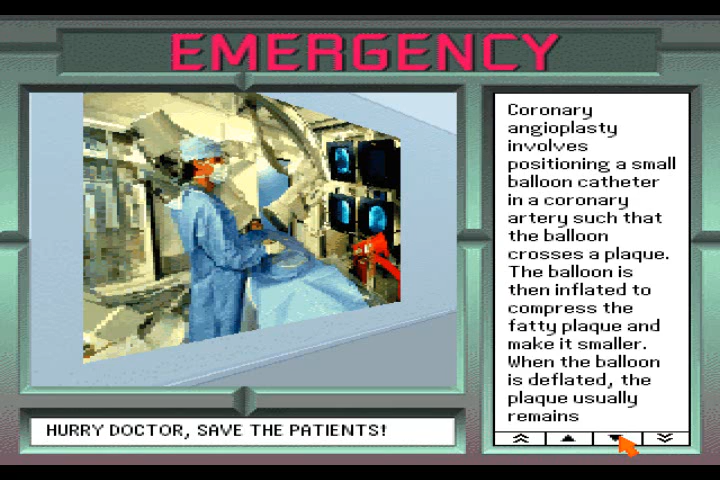 EMERGENCY
Coronary
angioplasty
involves
positioning a small
balloon catheter
in a coronary
artery such that
the balloon
crosses a plaque.
The balloon is
then inflated to
compress the
fatty plaque and
make it smaller.
When the balloon
is deflated, the
plaque usually
remains
HURRY DOCTOR, SAVE THE PATIENTS!